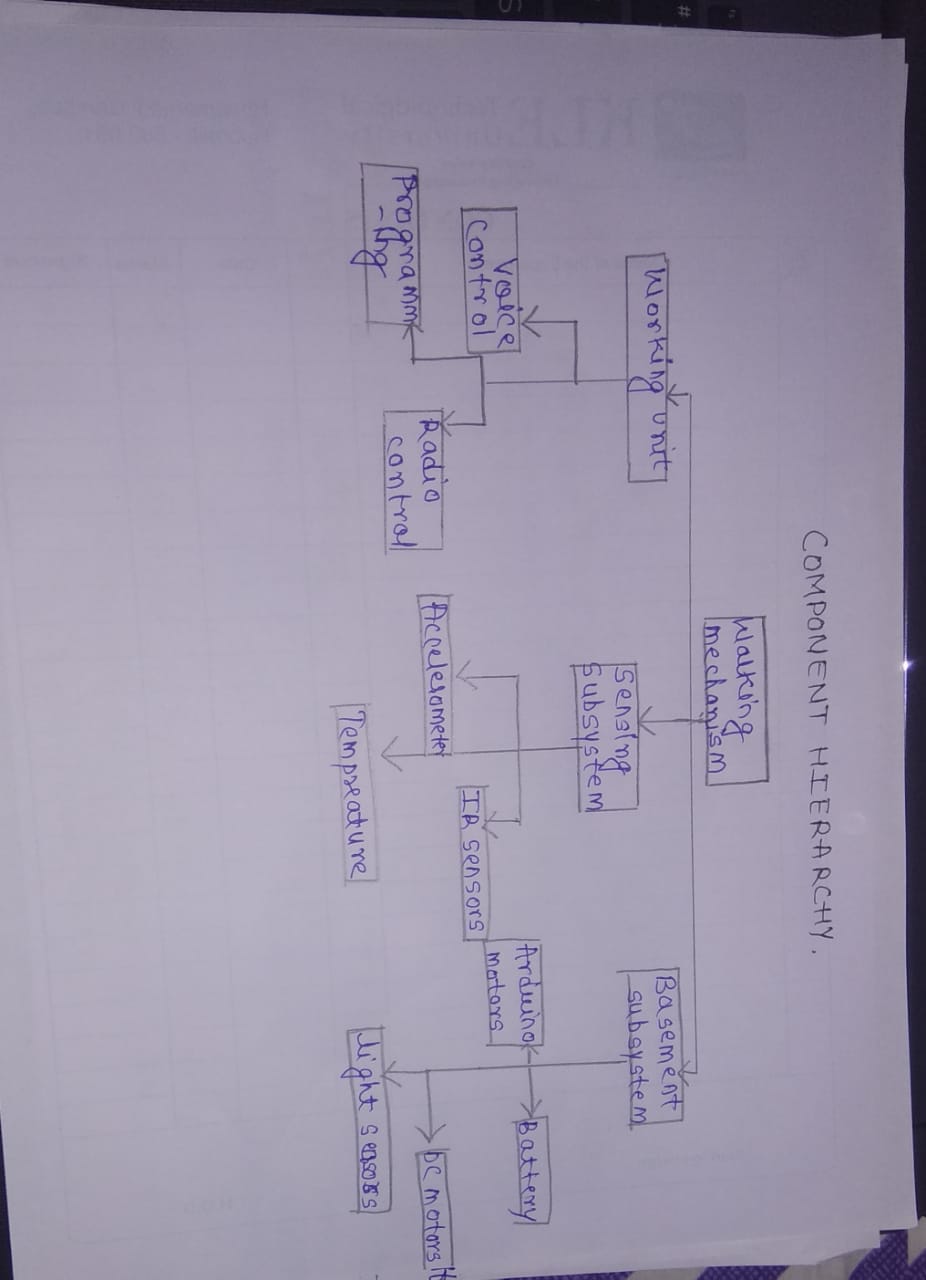 COMPONENT HIERARCHY.
Walking
mechanism
Working unit
Sensing
subsystem
Basement
subsystem
Voice
control
Programm
-ing
Radio
control
Accelerometer
IR sensors
Tempreature
Arduino
motors
Battery
light sensors
DC motors